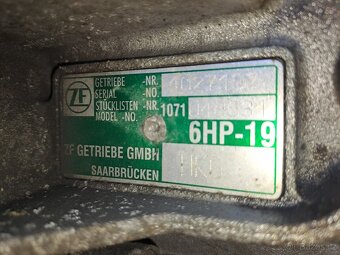 ZF
GETRIEBE -NR.
SERIAL -NO.
STÜCKLISTEN -NR.
MODEL -NO. 1071
6HP-19
ZF GETRIEBE GMBH
SAARBRÜCKEN